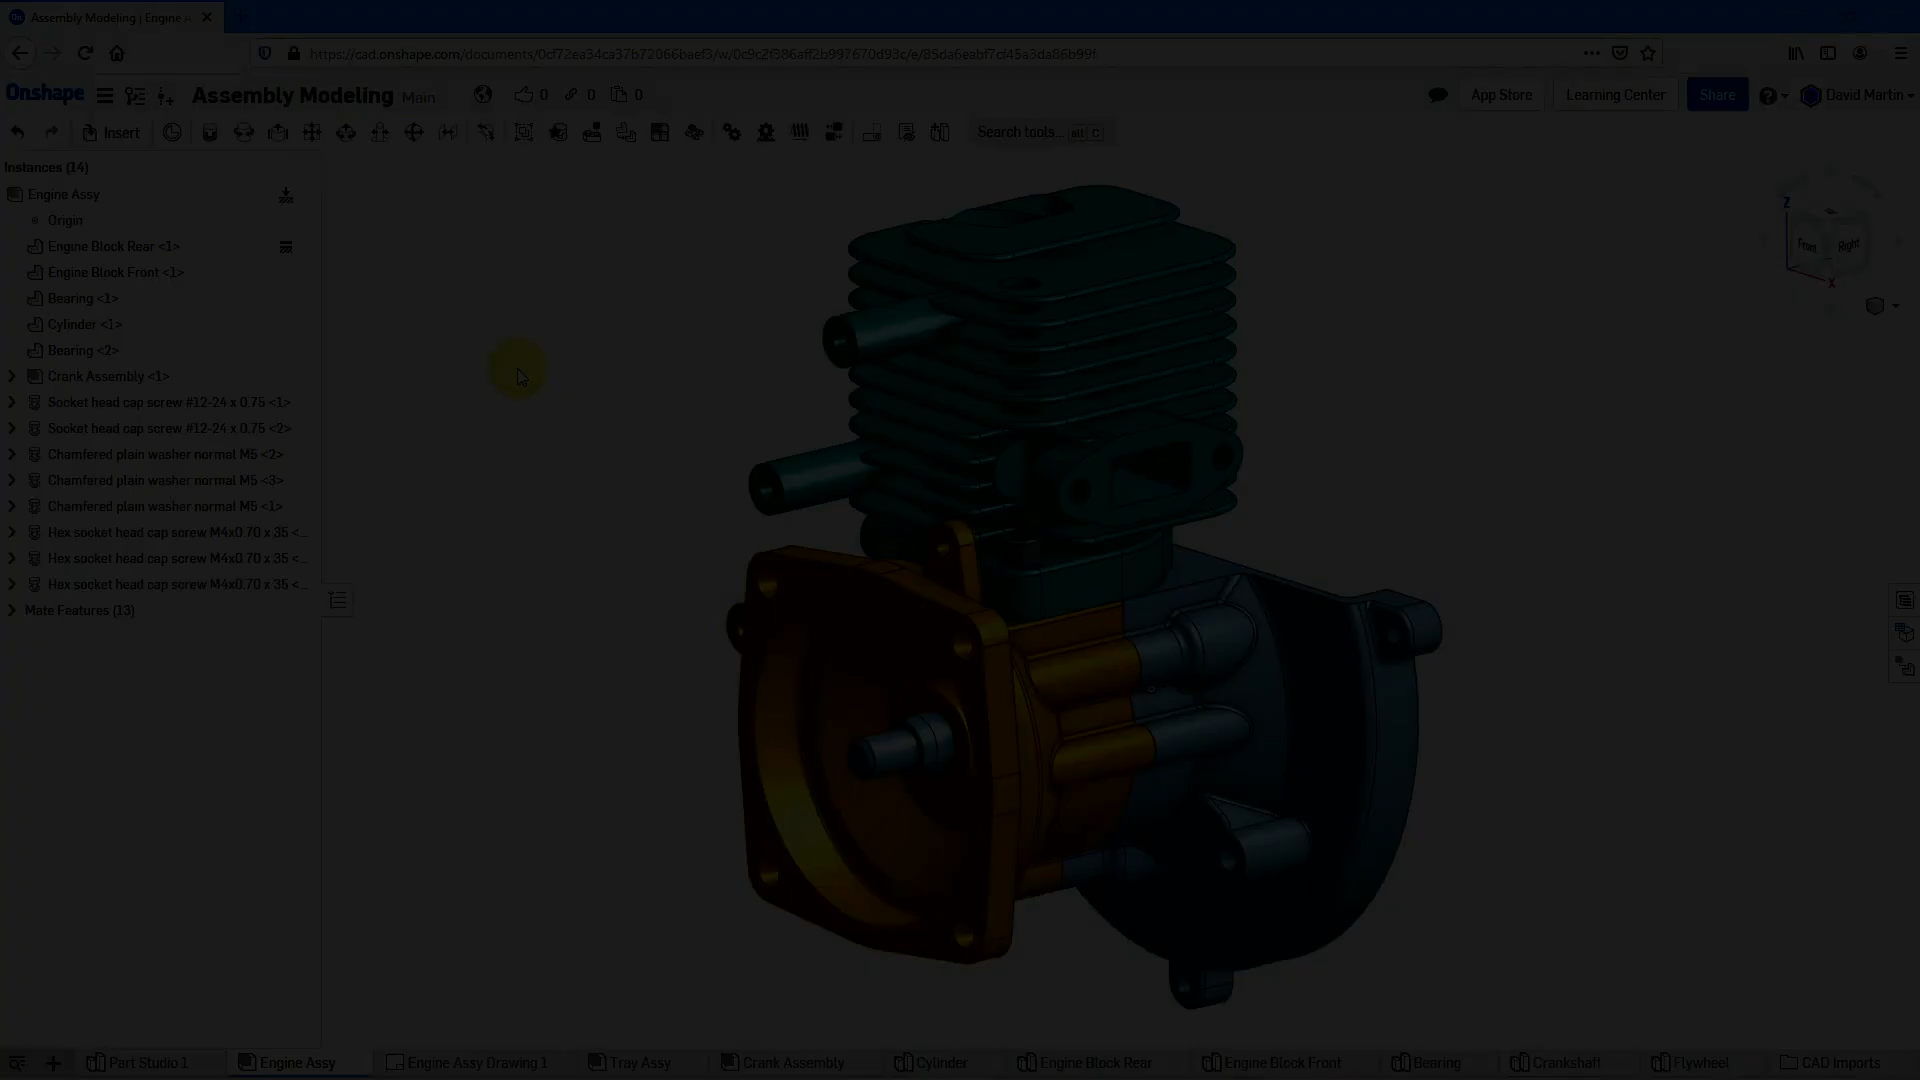 Assembly Modeling | Engine A
https://cad.onshape.com/documents/0cf72ea34ca37b72066baef3/w/0c9c2f386aff2b997670d93c/e/85da6eabf7cf45a3da86b99f
Onshape Assembly Modeling Main 0 0 0 App Store Learning Center Share David Martin
Insert Search tools... alt C
Instances (14)
Engine Assy
Origin
Engine Block Rear <1>
Engine Block Front <1>
Bearing <1>
Cylinder <1>
Bearing <2>
Crank Assembly <1>
Socket head cap screw #12-24 x 0.75 <1>
Socket head cap screw #12-24 x 0.75 <2>
Chamfered plain washer normal M5 <2>
Chamfered plain washer normal M5 <3>
Chamfered plain washer normal M5 <1>
Hex socket head cap screw M4x0.70 x 35 <...
Hex socket head cap screw M4x0.70 x 35 <...
Hex socket head cap screw M4x0.70 x 35 <...
Mate Features (13)
Z
Front Right
X
Part Studio 1 Engine Assy Engine Assy Drawing 1 Tray Assy Crank Assembly Cylinder Engine Block Rear Engine Block Front Bearing Crankshaft Flywheel CAD Imports